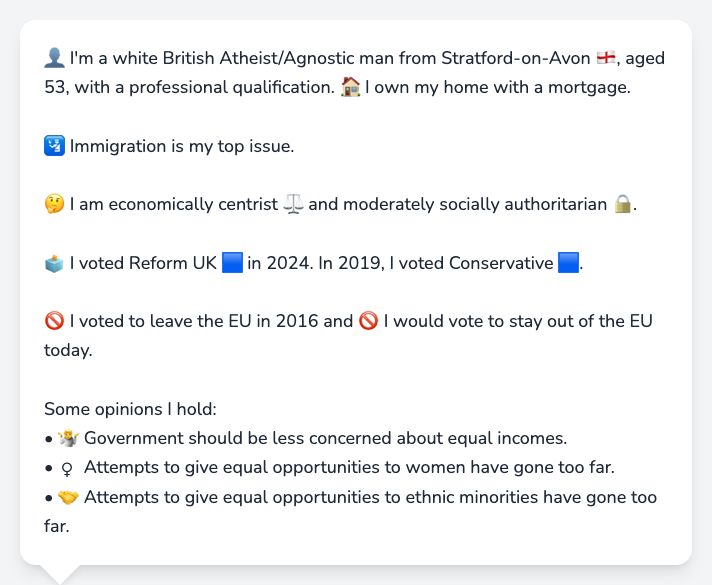 👤 I'm a white British Atheist/Agnostic man from Stratford-on-Avon 🏴󠁧󠁢󠁥󠁮󠁧󠁿, aged
53, with a professional qualification. 🏠 I own my home with a mortgage.
🛂 Immigration is my top issue.
🤔 I am economically centrist ⚖️ and moderately socially authoritarian 🔒.
🗳️ I voted Reform UK 🟦 in 2024. In 2019, I voted Conservative 🟦.
🚫 I voted to leave the EU in 2016 and 🚫 I would vote to stay out of the EU
today.
Some opinions I hold:
• 🤷 Government should be less concerned about equal incomes.
• ♀ Attempts to give equal opportunities to women have gone too far.
• 🤝 Attempts to give equal opportunities to ethnic minorities have gone too
far.